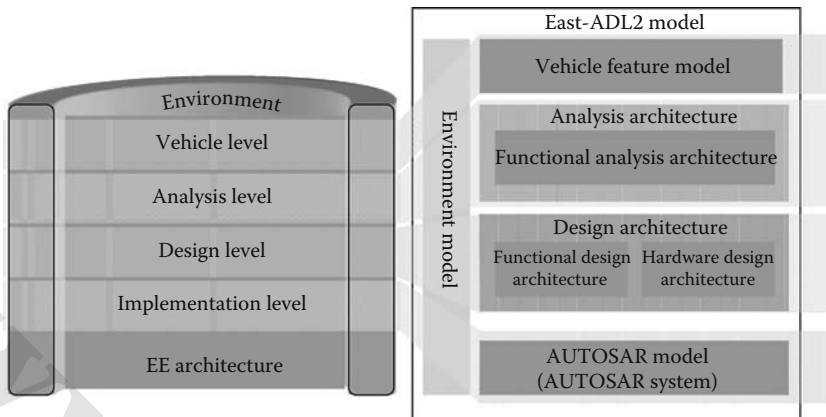 Environment
Vehicle level
Analysis level
Design level
Implementation level
EE architecture
East-ADL2 model
Environment model
Vehicle feature model
Analysis architecture
Functional analysis architecture
Design architecture
Functional design
architecture
Hardware design
architecture
AUTOSAR model
(AUTOSAR system)